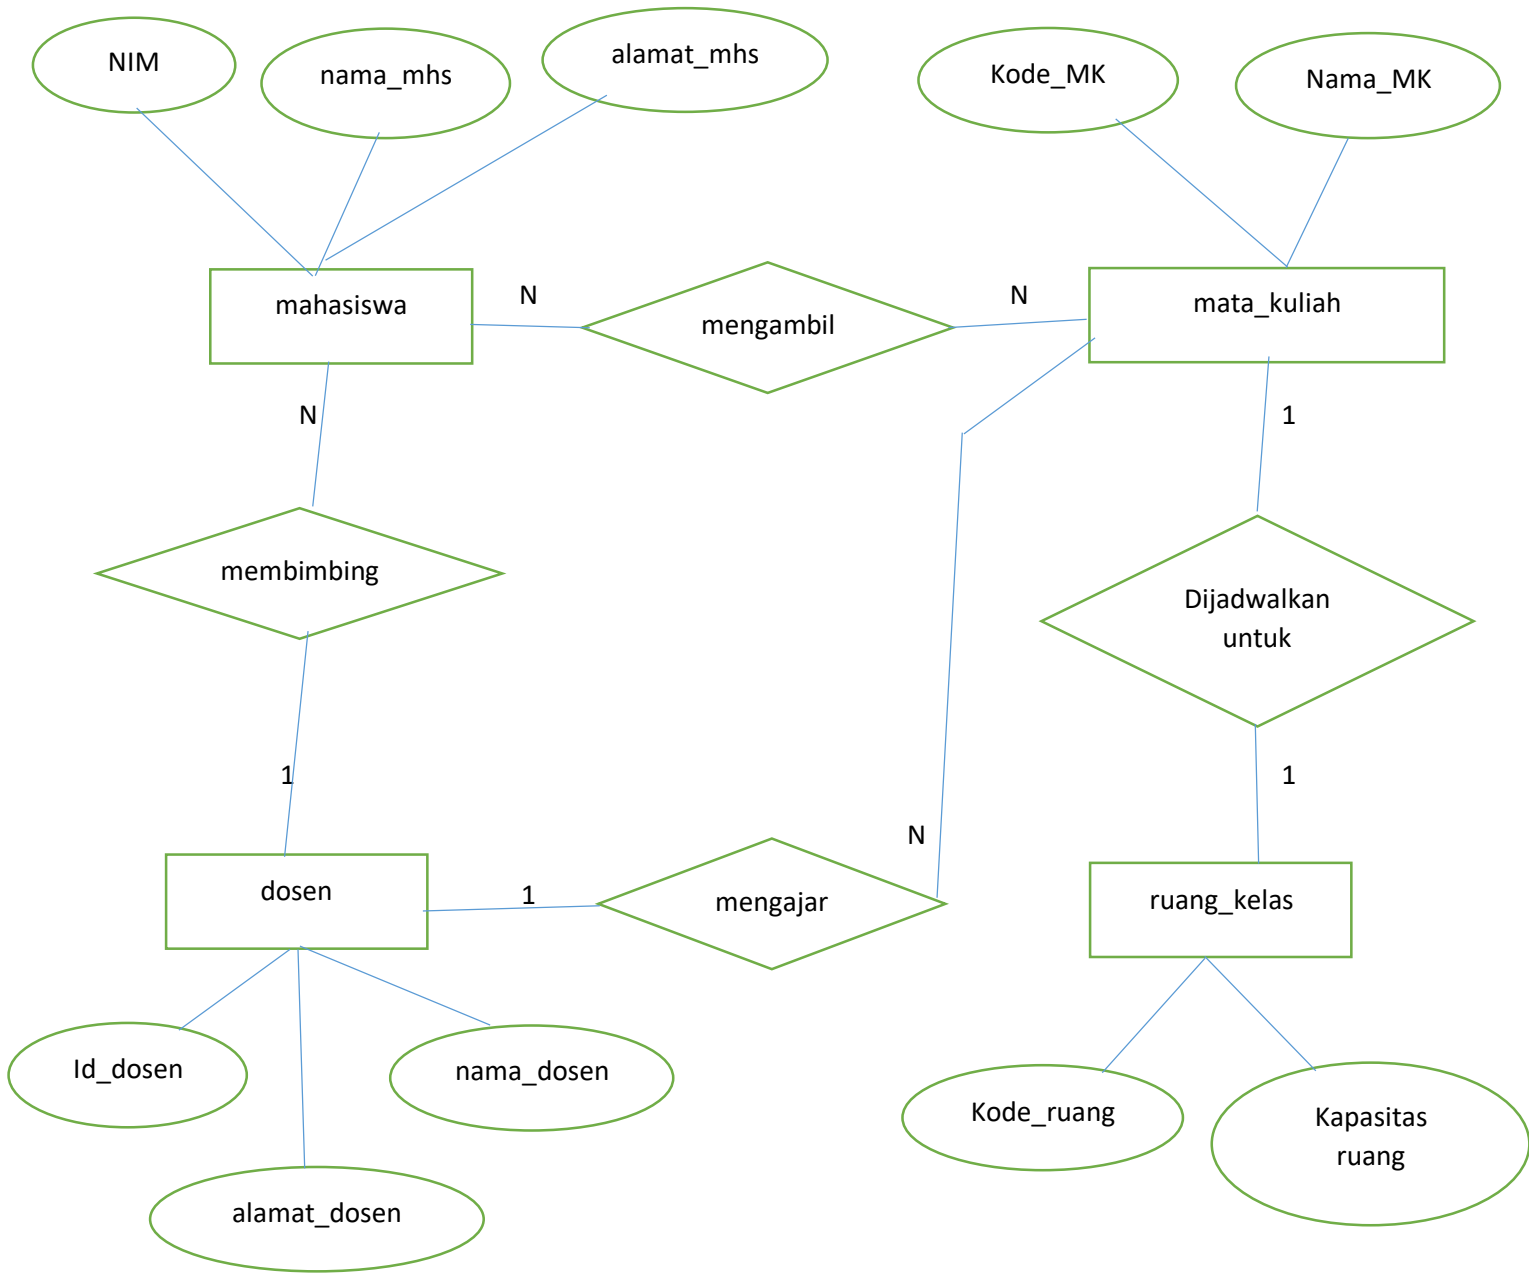 NIM
nama_mhs
alamat_mhs
Kode_MK
Nama_MK
mahasiswa
N
mengambil
N
mata_kuliah
N
1
membimbing
Dijadwalkan
untuk
1
1
N
dosen
1
mengajar
ruang_kelas
Id_dosen
nama_dosen
Kode_ruang
Kapasitas
ruang
alamat_dosen